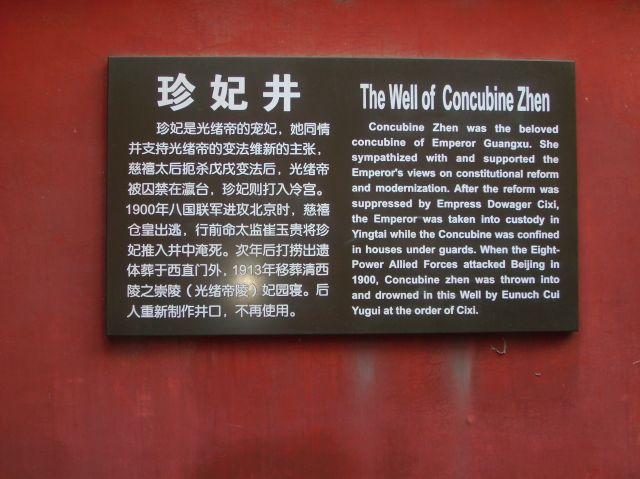 珍妃井
珍妃是光绪帝的宠妃，她同情
并支持光绪帝的变法维新的主张，
慈禧太后扼杀戊戌变法后，光绪帝
被囚禁在瀛台，珍妃则打入冷宫。
1900年八国联军进攻北京时，慈禧
仓皇出逃，行前命太监崔玉贵将珍
妃推入井中淹死。次年后打捞出遗
体葬于西直门外，1913年移葬清西
陵之崇陵（光绪帝陵）妃园寝。后
人重新制作井口，不再使用。
The Well of Concubine Zhen
Concubine Zhen was the beloved
concubine of Emperor Guangxu. She
sympathized with and supported the
Emperor's views on constitutional reform
and modernization. After the reform was
suppressed by Empress Dowager Cixi,
the Emperor was taken into custody in
Yingtai while the Concubine was confined
in houses under guards. When the Eight-
Power Allied Forces attacked Beijing in
1900, Concubine zhen was thrown into
and drowned in this Well by Eunuch Cui
Yugui at the order of Cixi.